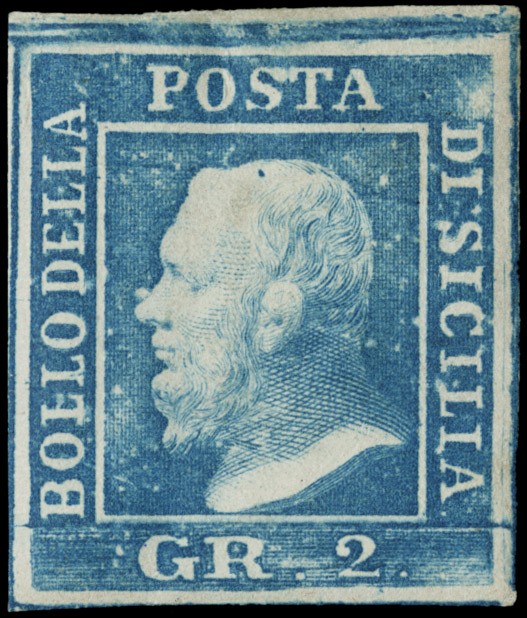 BOLLO DELLA
POSTA
DI SICILIA
GR. 2.